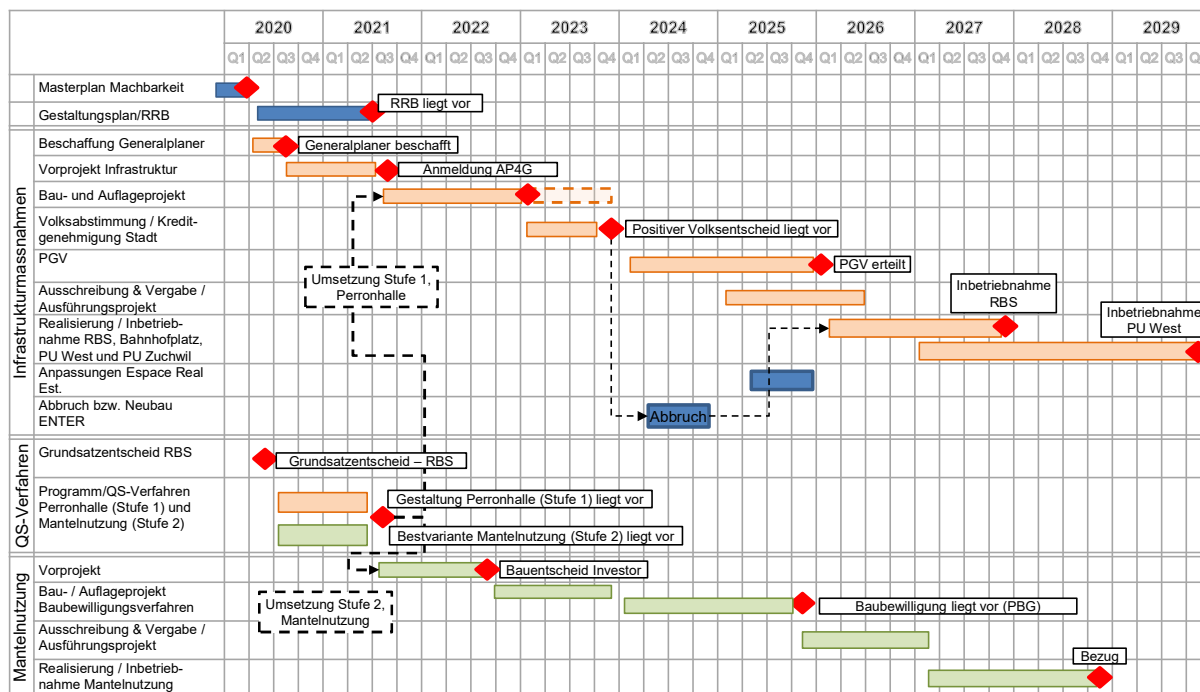 2020 2021 2022 2023 2024 2025 2026 2027 2028 2029
Q1 Q2 Q3 Q4 Q1 Q2 Q3 Q4 Q1 Q2 Q3 Q4 Q1 Q2 Q3 Q4 Q1 Q2 Q3 Q4 Q1 Q2 Q3 Q4 Q1 Q2 Q3 Q4 Q1 Q2 Q3 Q4 Q1 Q2 Q3 Q4 Q1 Q2 Q3
Masterplan Machbarkeit
Gestaltungsplan/RRB
RRB liegt vor
Infrastrukturmassnahmen
Beschaffung Generalplaner
Generalplaner beschafft
Vorprojekt Infrastruktur
Anmeldung AP4G
Bau- und Auflageprojekt
Volksabstimmung / Kredit-
genehmigung Stadt
Positiver Volksentscheid liegt vor
PGV
PGV erteilt
Umsetzung Stufe 1,
Perronhalle
Ausschreibung & Vergabe /
Ausführungsprojekt
Inbetriebnahme
RBS
Realisierung / Inbetrieb-
nahme RBS, Bahnhofplatz,
PU West und PU Zuchwil
Inbetriebnahme
PU West
Anpassungen Espace Real
Est.
Abbruch bzw. Neubau
ENTER
Abbruch
QS-Verfahren
Grundsatzentscheid RBS
Grundsatzentscheid – RBS
Programm/QS-Verfahren
Perronhalle (Stufe 1) und
Mantelnutzung (Stufe 2)
Gestaltung Perronhalle (Stufe 1) liegt vor
Bestvariante Mantelnutzung (Stufe 2) liegt vor
Mantelnutzung
Vorprojekt
Bauentscheid Investor
Bau- / Auflageprojekt
Baubewilligungsverfahren
Umsetzung Stufe 2,
Mantelnutzung
Baubewilligung liegt vor (PBG)
Ausschreibung & Vergabe /
Ausführungsprojekt
Realisierung / Inbetrieb-
nahme Mantelnutzung
Bezug